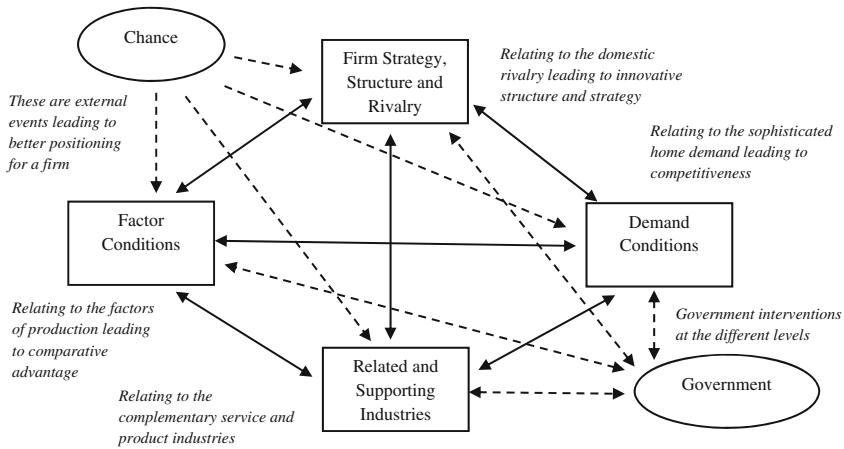 Chance
Firm Strategy,
Structure and
Rivalry
Relating to the domestic
rivalry leading to innovative
structure and strategy
These are external
events leading to
better positioning
for a firm
Relating to the sophisticated
home demand leading to
competitiveness
Factor
Conditions
Demand
Conditions
Relating to the factors
of production leading
to comparative
advantage
Government interventions
at the different levels
Related and
Supporting
Industries
Government
Relating to the
complementary service and
product industries